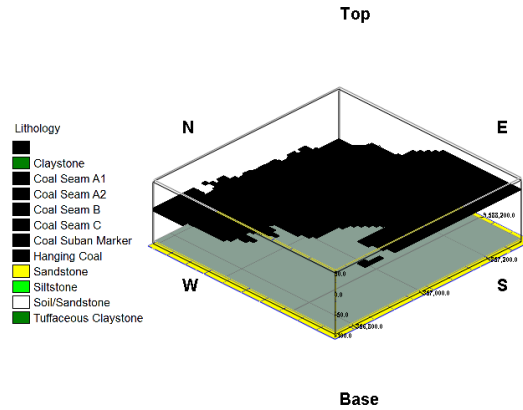 Top
N
E
Lithology
Claystone
Coal Seam A1
Coal Seam A2
Coal Seam B
Coal Seam C
Coal Suban Marker
Hanging Coal
Sandstone
Siltstone
Soil/Sandstone
Tuffaceous Claystone
W
S
Base